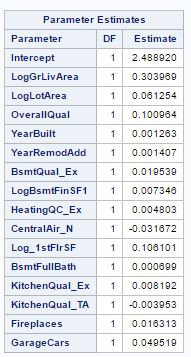 Parameter Estimates
Parameter DF Estimate
Intercept 1 2.488920
LogGrLivArea 1 0.303969
LogLotArea 1 0.061254
OverallQual 1 0.100964
YearBuilt 1 0.001263
YearRemodAdd 1 0.001407
BsmtQual_Ex 1 0.019539
LogBsmtFinSF1 1 0.007346
HeatingQC_Ex 1 0.004803
CentralAir_N 1 -0.031672
Log_1stFlrSF 1 0.106101
BsmtFullBath 1 0.000699
KitchenQual_Ex 1 0.008192
KitchenQual_TA 1 -0.003953
Fireplaces 1 0.016313
GarageCars 1 0.049519